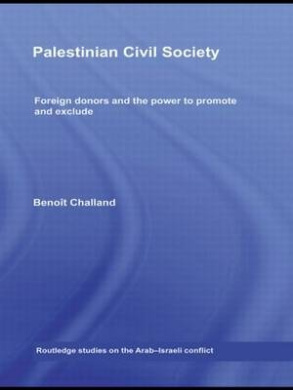 Palestinian Civil Society
Foreign donors and the power to promote
and exclude
Benoît Challand
Routledge studies on the Arab–Israeli conflict